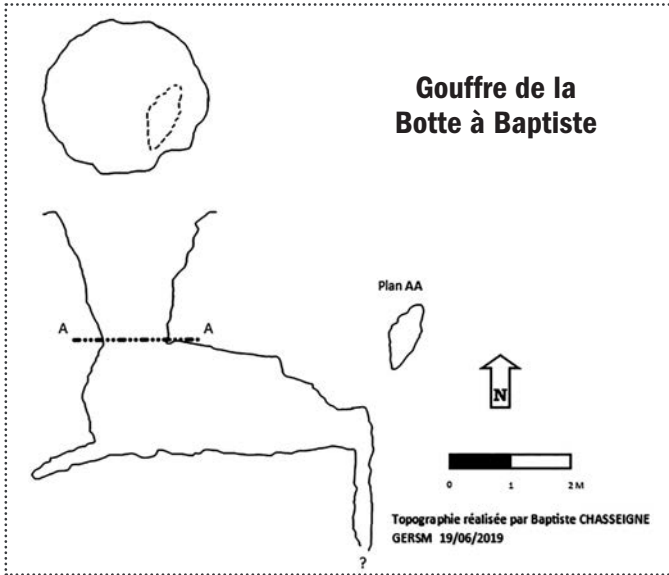 Gouffre de la
Botte à Baptiste
A A
Plan AA
N
0 1 2 M
Topographie réalisée par Baptiste CHASSEIGNE
GERSM 19/06/2019
?